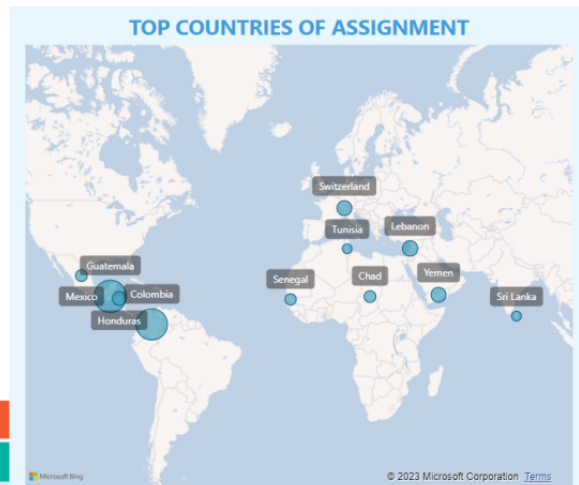 TOP COUNTRIES OF ASSIGNMENT
Switzerland
Tunisia
Lebanon
Guatemala
Mexico
Colombia
Honduras
Senegal
Chad
Yemen
Sri Lanka
Microsoft Bing
© 2023 Microsoft Corporation Terms